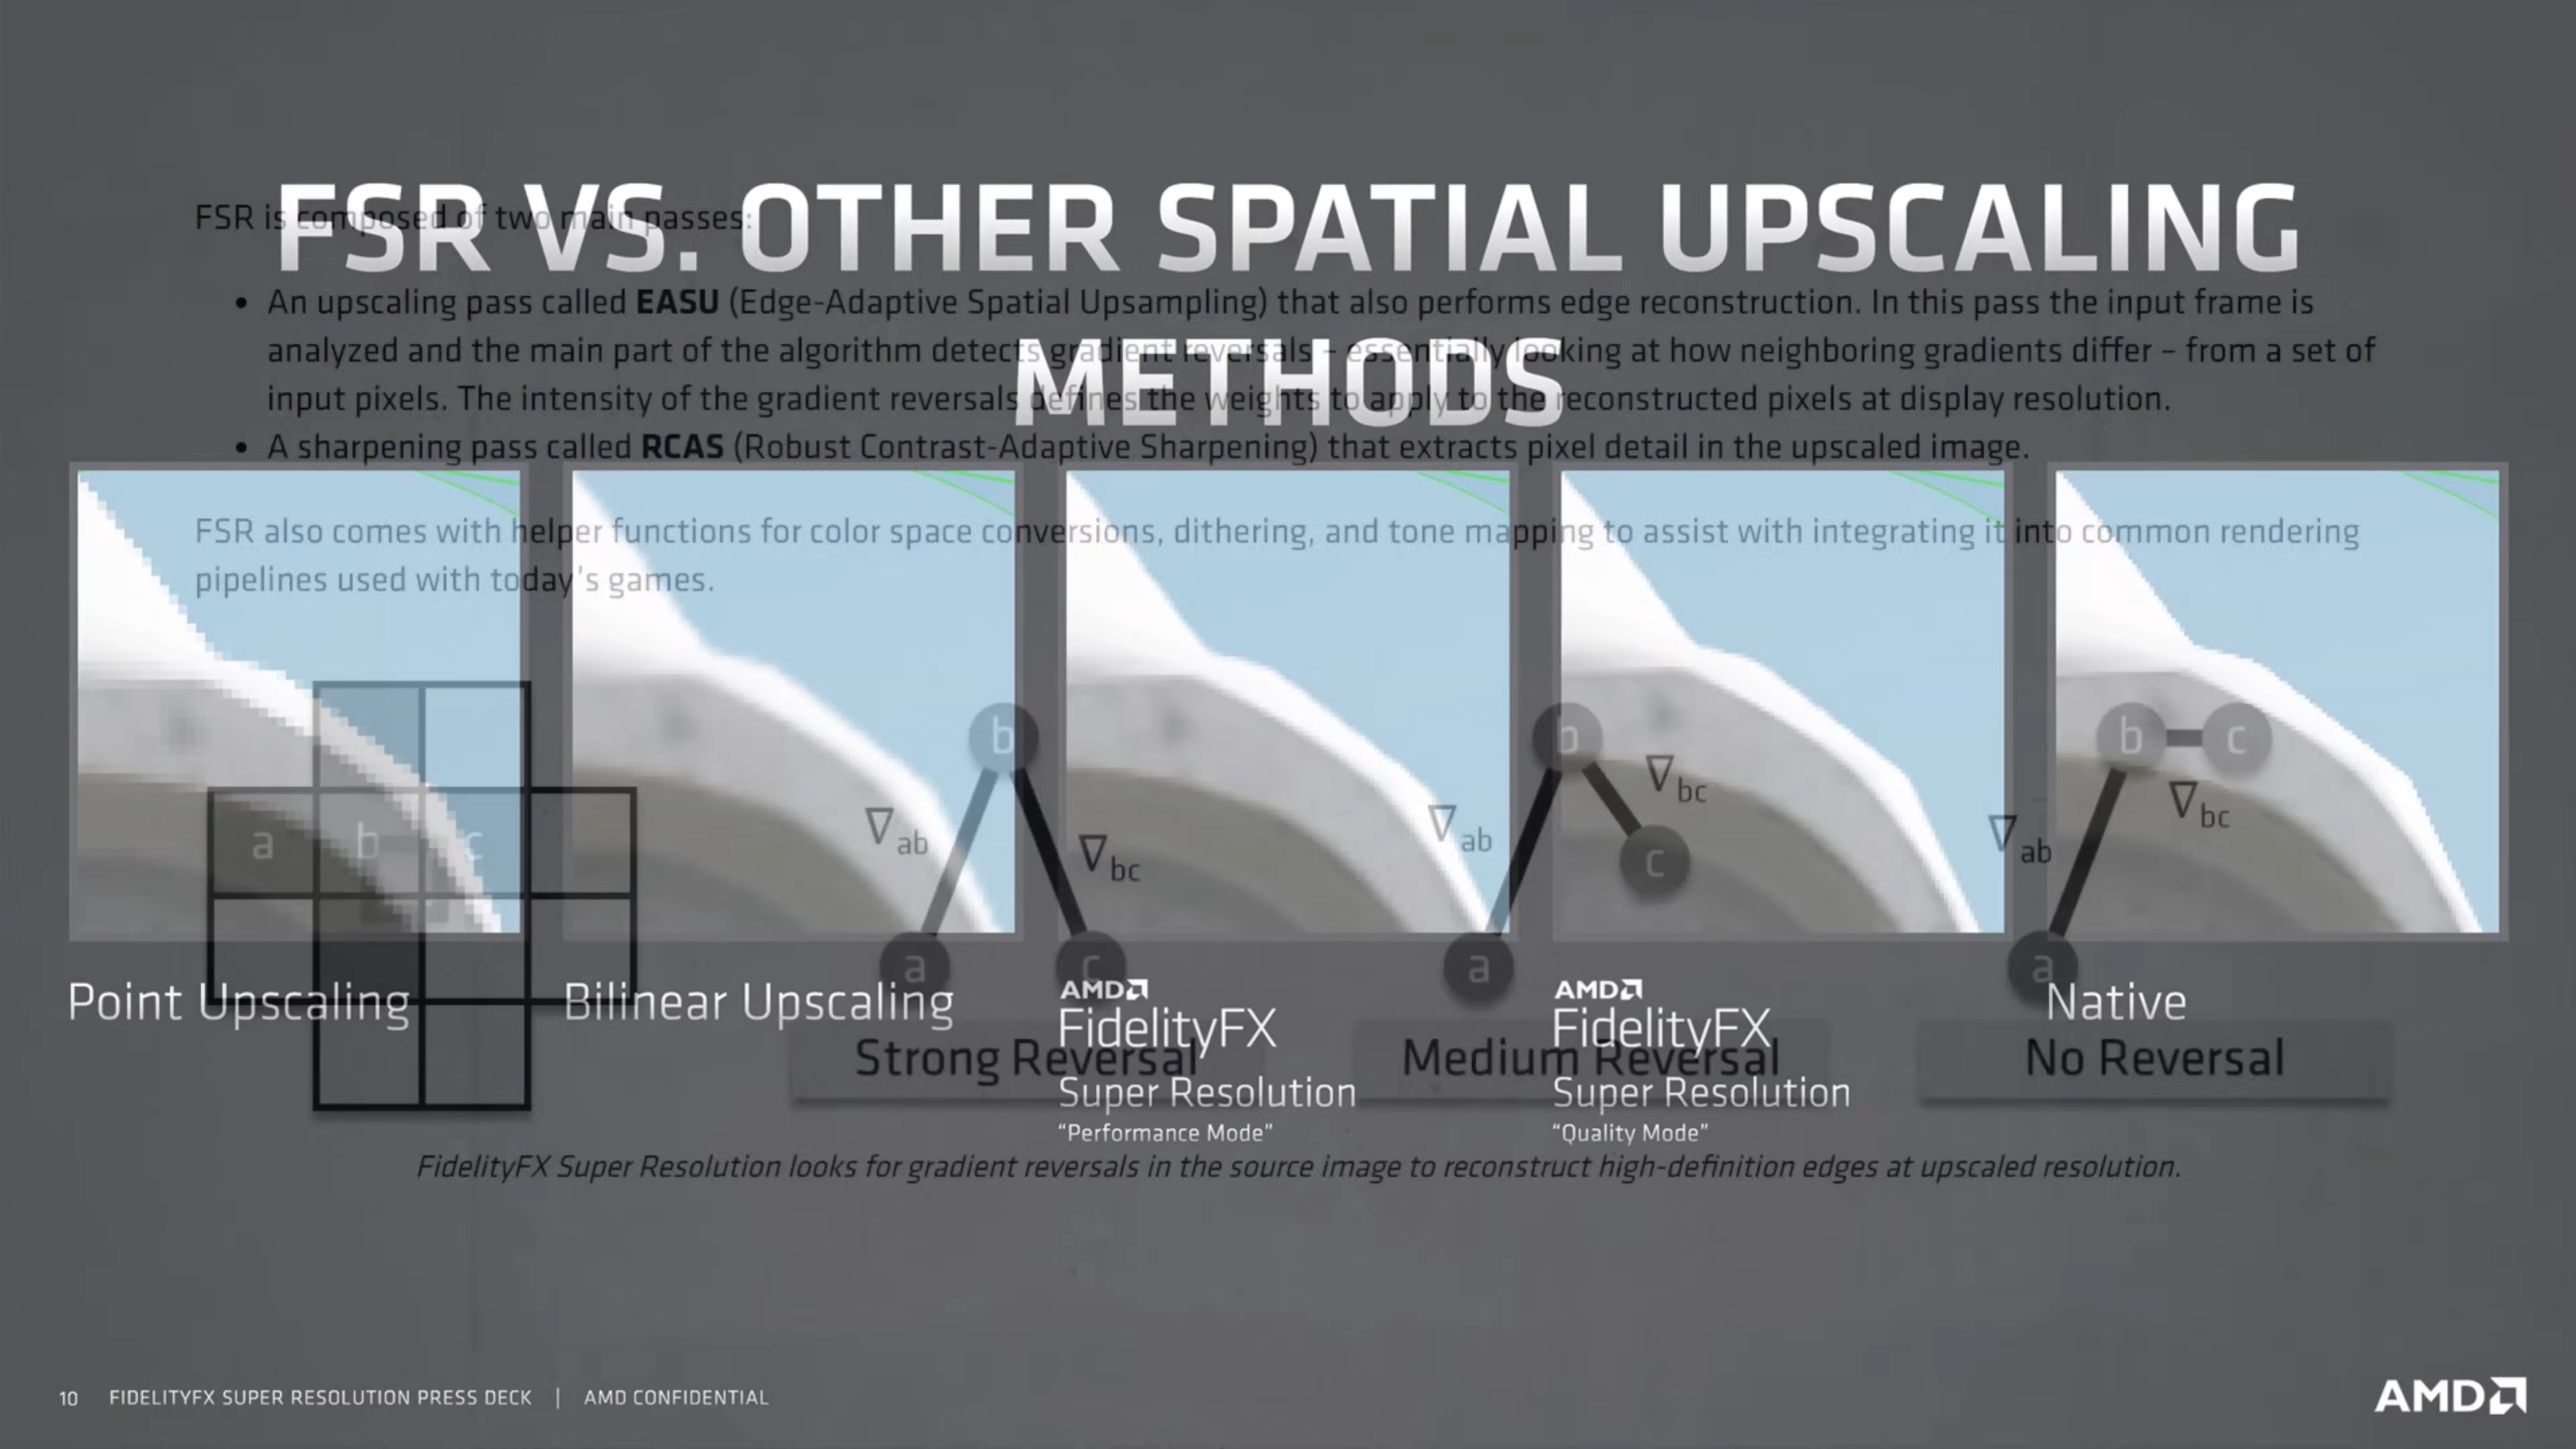 FSR VS. OTHER SPATIAL UPSCALING
METHODS
FSR is composed of two main passes:
• An upscaling pass called EASU (Edge-Adaptive Spatial Upsampling) that also performs edge reconstruction. In this pass the input frame is
analyzed and the main part of the algorithm detects gradient reversals – essentially looking at how neighboring gradients differ – from a set of
input pixels. The intensity of the gradient reversals defines the weights to apply to the reconstructed pixels at display resolution.
• A sharpening pass called RCAS (Robust Contrast-Adaptive Sharpening) that extracts pixel detail in the upscaled image.
FSR also comes with helper functions for color space conversions, dithering, and tone mapping to assist with integrating it into common rendering
pipelines used with today's games.
a b c
b
∇ab
∇bc
a c
b
∇ab
∇bc
c
a
b c
∇bc
∇ab
a
Point Upscaling
Bilinear Upscaling
AMD
FidelityFX
Super Resolution
“Performance Mode”
AMD
FidelityFX
Super Resolution
“Quality Mode”
Native
Strong Reversal
Medium Reversal
No Reversal
FidelityFX Super Resolution looks for gradient reversals in the source image to reconstruct high-definition edges at upscaled resolution.
10 FIDELITYFX SUPER RESOLUTION PRESS DECK | AMD CONFIDENTIAL
AMD